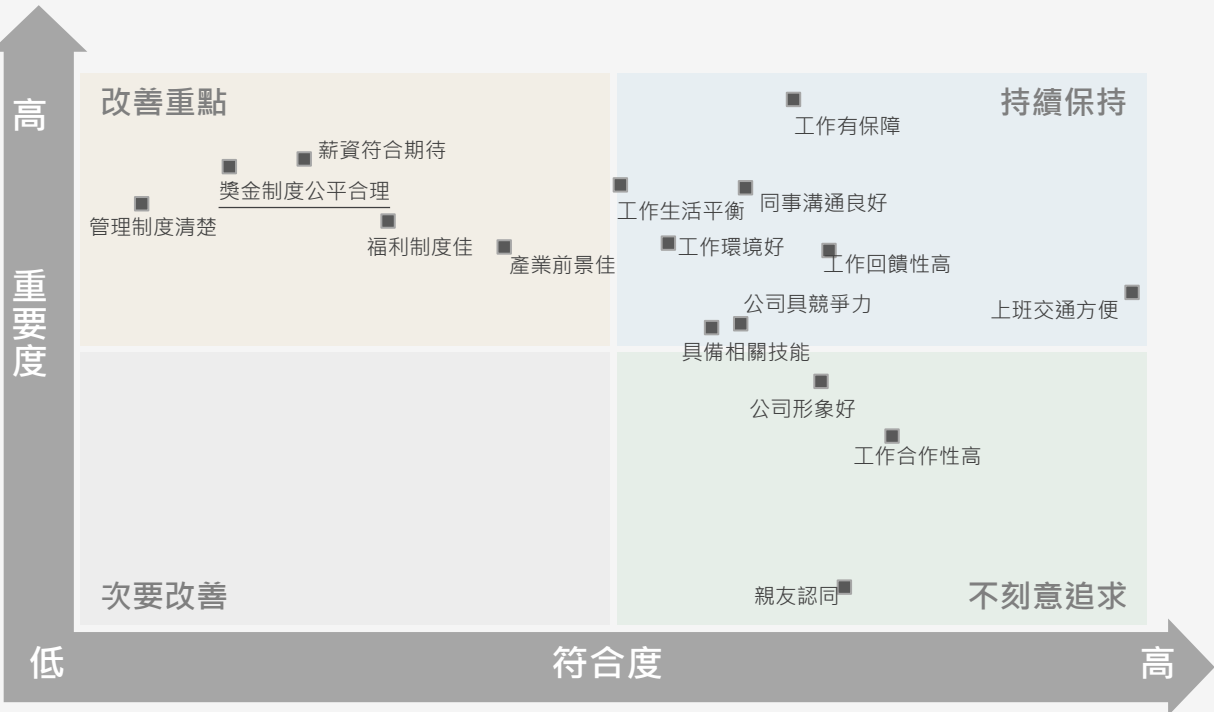 高
重要度
低
符合度
高
改善重點
薪資符合期待
獎金制度公平合理
管理制度清楚
福利制度佳
產業前景佳
持續保持
工作有保障
同事溝通良好
工作生活平衡
工作環境好
工作回饋性高
公司具競爭力
上班交通方便
具備相關技能
次要改善
公司形象好
工作合作性高
親友認同
不刻意追求